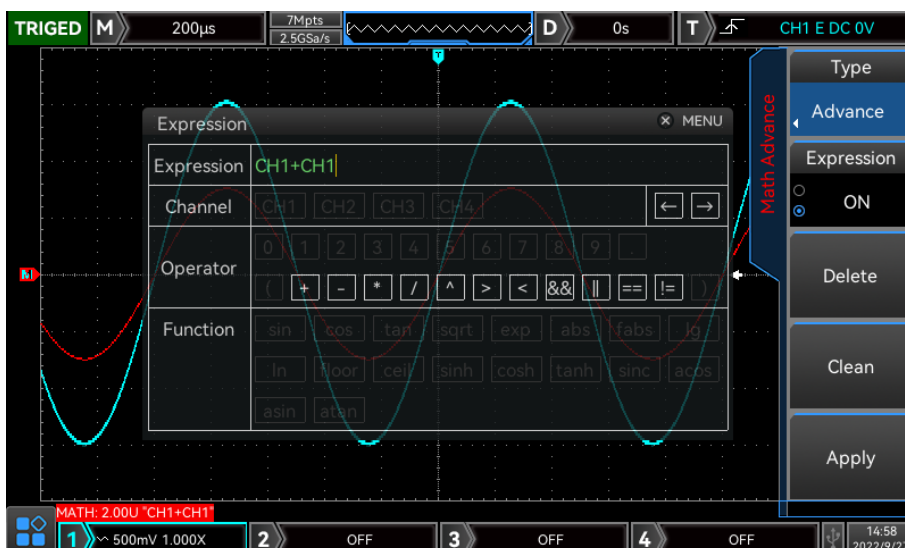 TRIGED M 200μs 7Mpts D 0s T CH1 E DC 0V
2.5GSa/s
Type
Advance
Expression
ON
Delete
Clean
Apply
Math Advance
Expression × MENU
Expression CH1+CH1
Channel CH1 CH2 CH3 CH4 ← →
0 1 2 3 4 5 6 7 8 9 .
Operator
( + - * / ^ > < && || == != )
Function sin cos tan sqrt exp abs fabs lg
ln floor ceil sinh cosh tanh sinc acos
asin atan
T
M
MATH: 2.00U "CH1+CH1"
1 500mV 1.000X 2 OFF 3 OFF 4 OFF
14:58